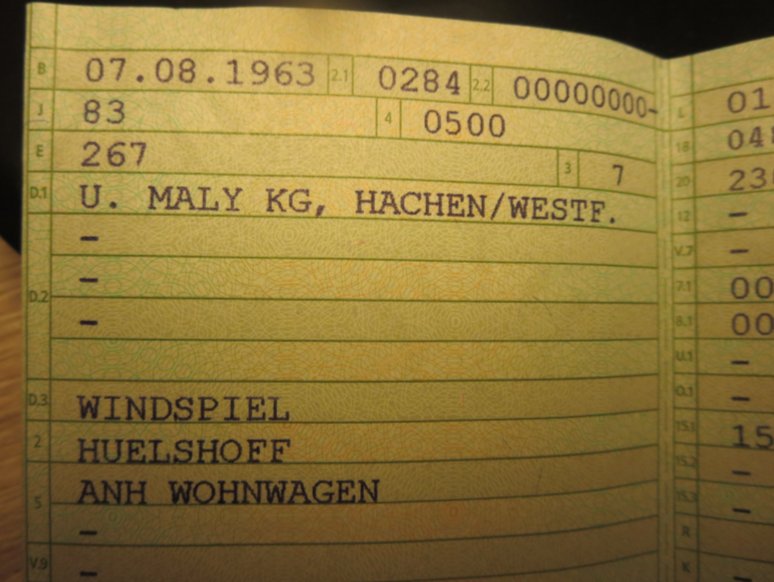 B 07.08.1963 2.1 0284 2.2 00000000-
J 83 4 0500
E 267 3 7
D.1 U. MALY KG, HACHEN/WESTF.
-
-
D.2 -
D.3 WINDSPIEL
2 HUELSHOFF
5 ANH WOHNWAGEN
-
V.9 -
L 01
18 04
20 23
12 -
V.7 -
7.1 00
8.1 00
U.1 -
O.1 -
15.1 15
15.2 -
15.3 -
R
K -